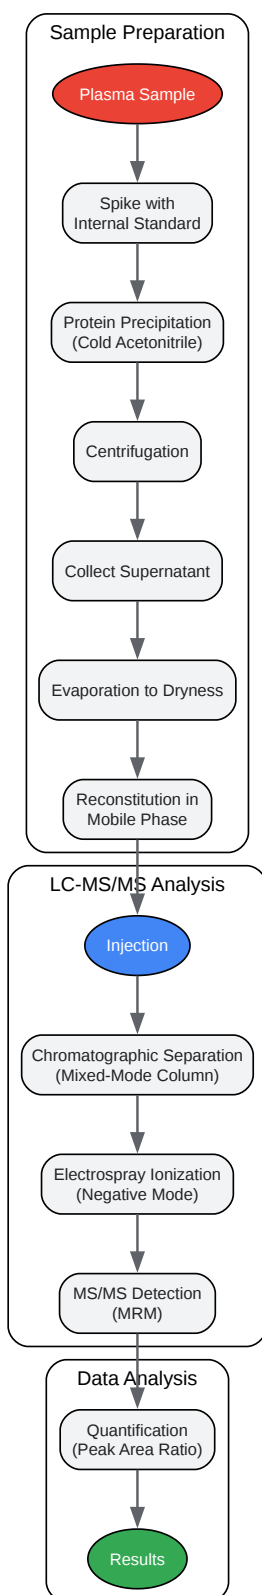 Sample Preparation
Plasma Sample
Spike with
Internal Standard
Protein Precipitation
(Cold Acetonitrile)
Centrifugation
Collect Supernatant
Evaporation to Dryness
Reconstitution in
Mobile Phase
LC-MS/MS Analysis
Injection
Chromatographic Separation
(Mixed-Mode Column)
Electrospray Ionization
(Negative Mode)
MS/MS Detection
(MRM)
Data Analysis
Quantification
(Peak Area Ratio)
Results